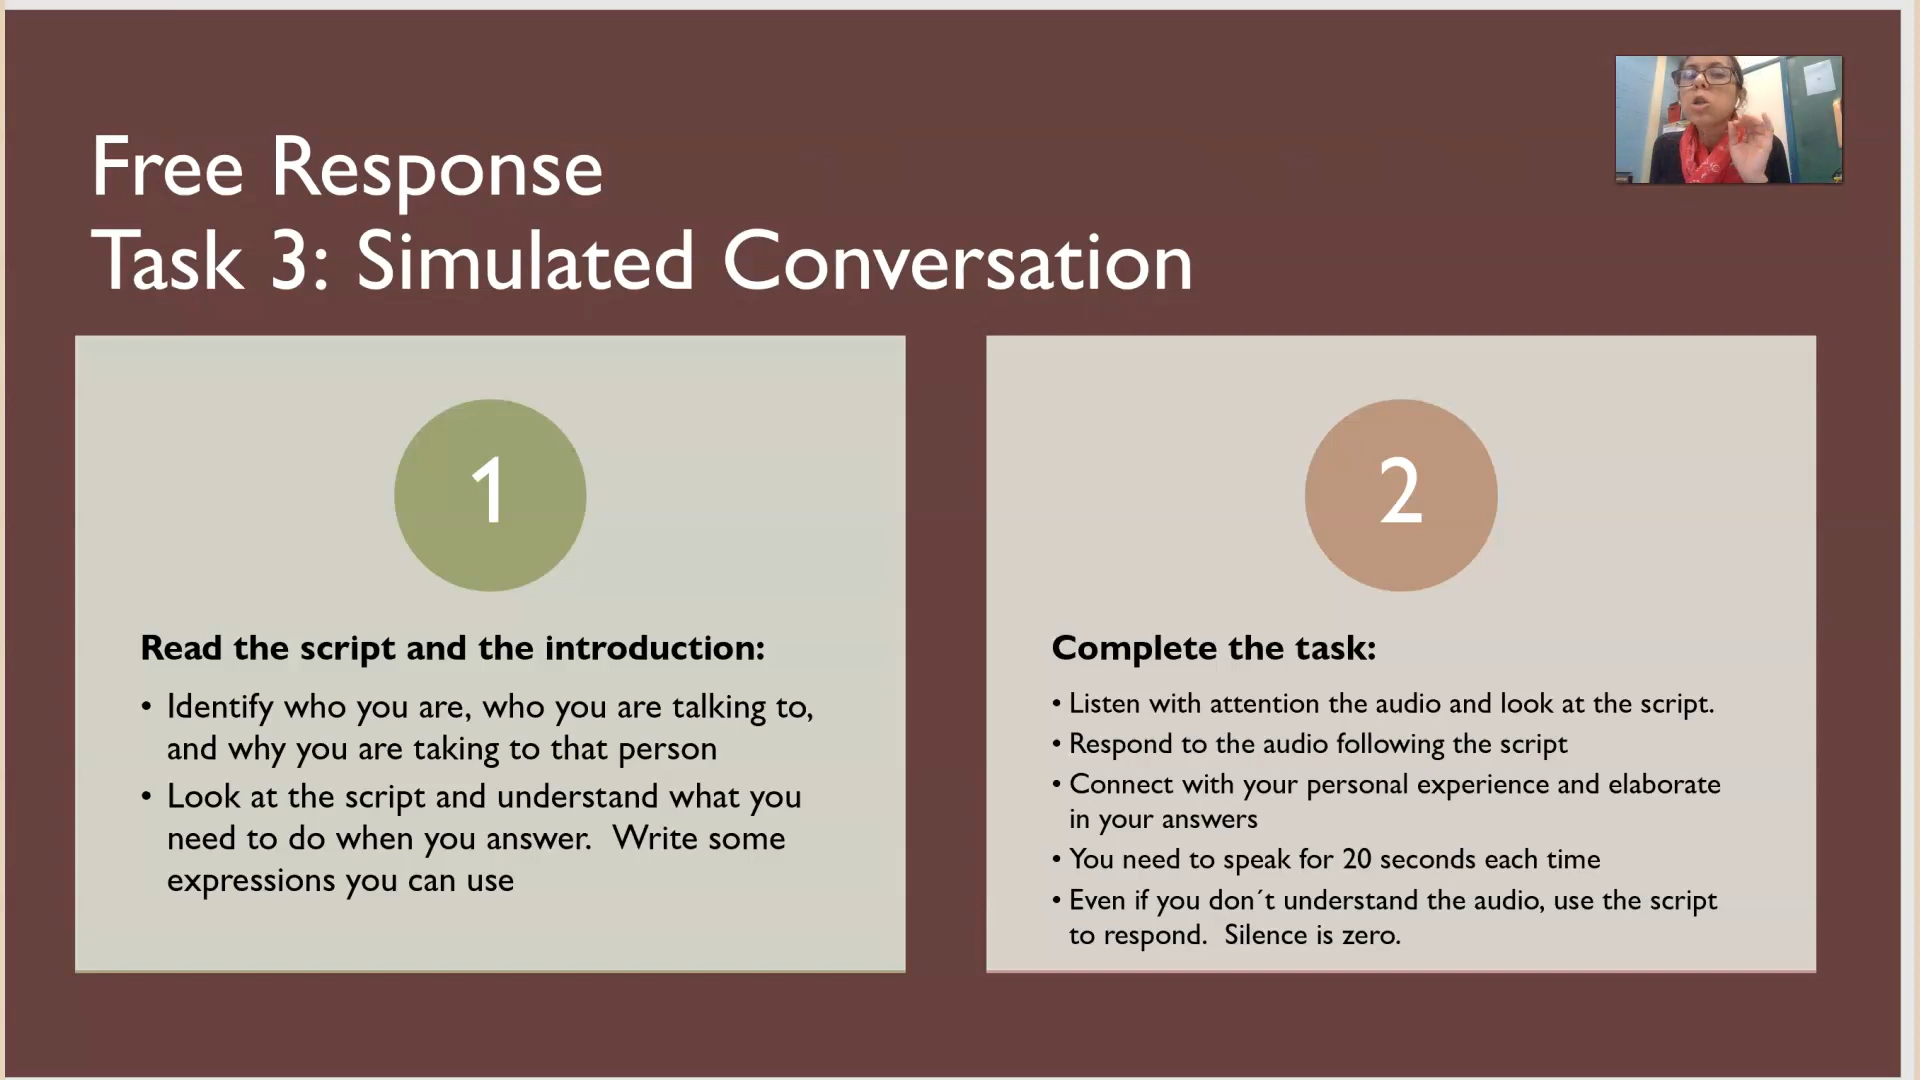 Free Response
Task 3: Simulated Conversation
1
Read the script and the introduction:
• Identify who you are, who you are talking to,
and why you are taking to that person
• Look at the script and understand what you
need to do when you answer.  Write some
expressions you can use
2
Complete the task:
• Listen with attention the audio and look at the script.
• Respond to the audio following the script
• Connect with your personal experience and elaborate
in your answers
• You need to speak for 20 seconds each time
• Even if you don´t understand the audio, use the script
to respond.  Silence is zero.